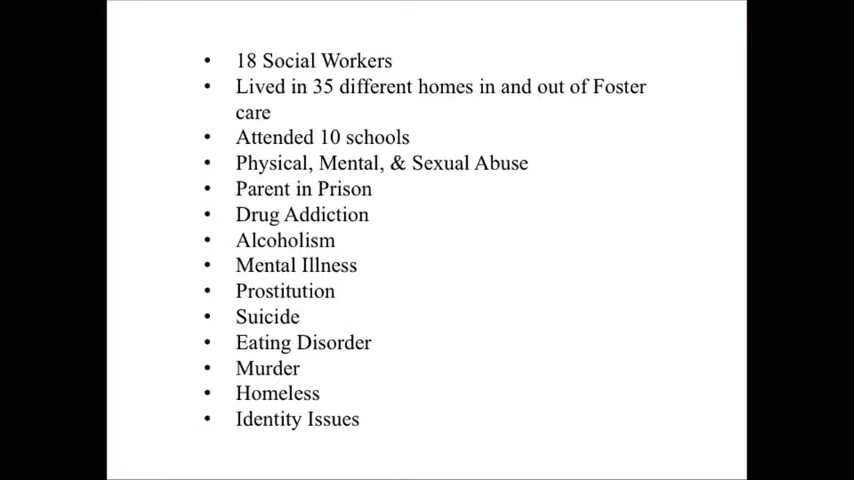 • 18 Social Workers
• Lived in 35 different homes in and out of Foster
care
• Attended 10 schools
• Physical, Mental, & Sexual Abuse
• Parent in Prison
• Drug Addiction
• Alcoholism
• Mental Illness
• Prostitution
• Suicide
• Eating Disorder
• Murder
• Homeless
• Identity Issues